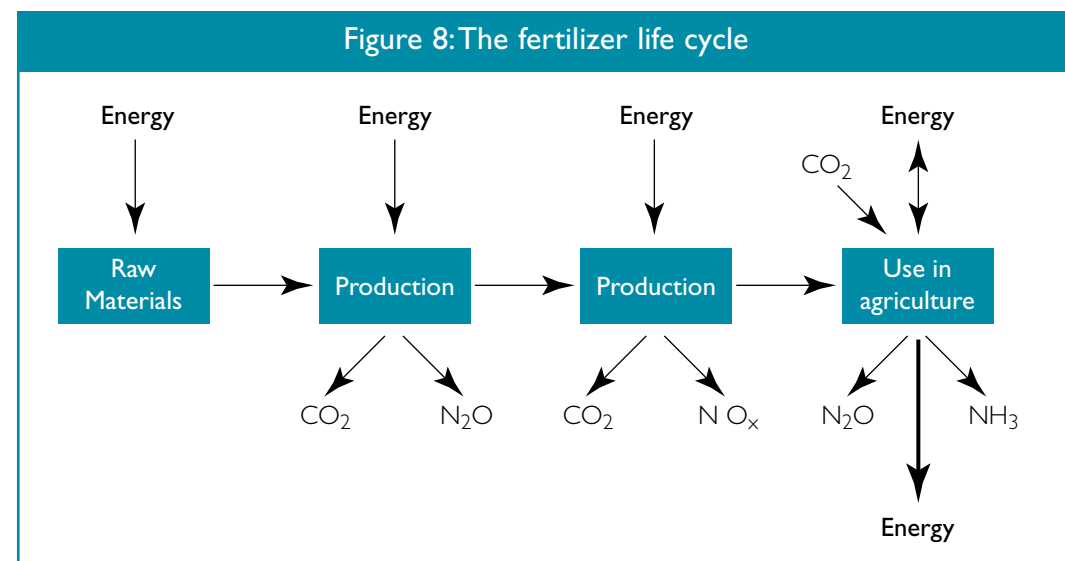 Figure 8: The fertilizer life cycle
Energy
Energy
Energy
Energy
CO₂
Raw
Materials
Production
Production
Use in
agriculture
CO₂
N₂O
CO₂
N Oₓ
N₂O
NH₃
Energy